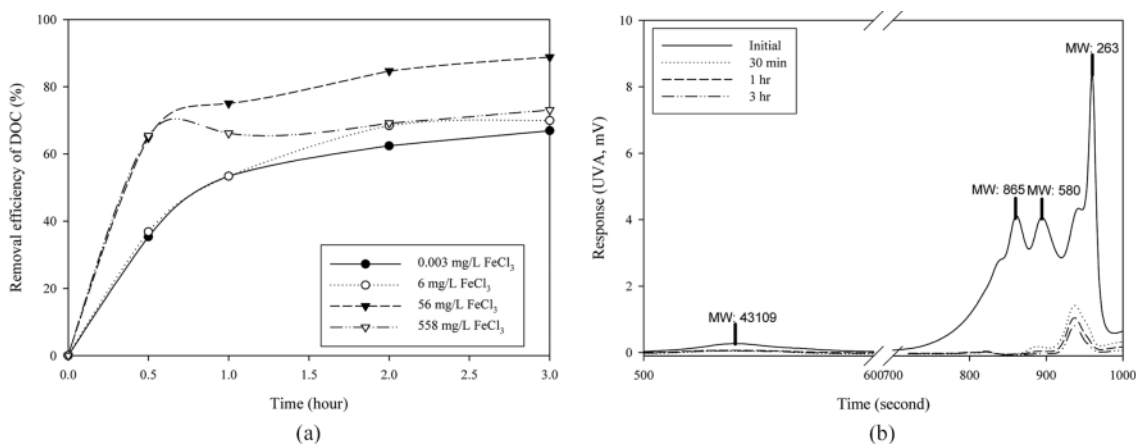 100
80
60
40
20
0
Removal efficiency of DOC (%)
0.003 mg/L FeCl₃
6 mg/L FeCl₃
56 mg/L FeCl₃
558 mg/L FeCl₃
0.0 0.5 1.0 1.5 2.0 2.5 3.0
Time (hour)
(a)
10
8
6
4
2
0
Response (UVA, mV)
Initial
30 min
1 hr
3 hr
MW: 263
MW: 865
MW: 580
MW: 43109
500 600 700 800 900 1000
Time (second)
(b)